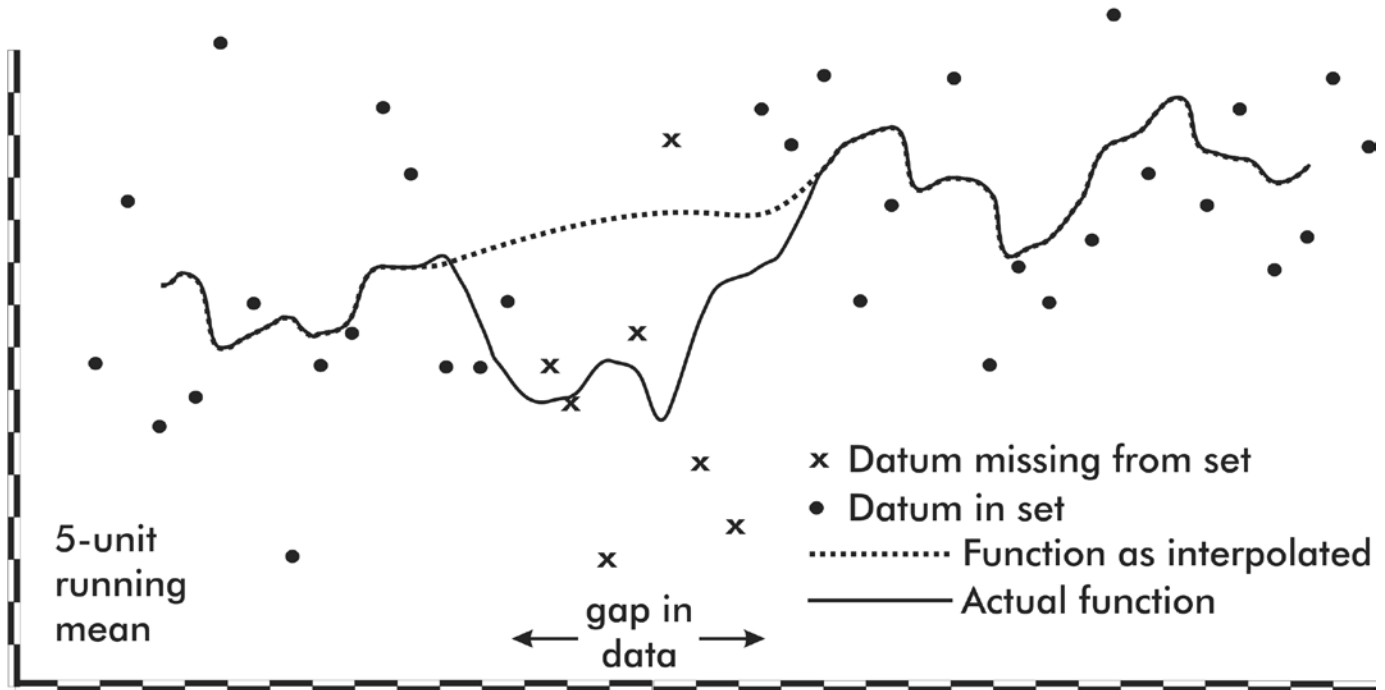 x Datum missing from set
Datum in set
Function as interpolated
Actual function
5-unit
running
mean
gap in
data